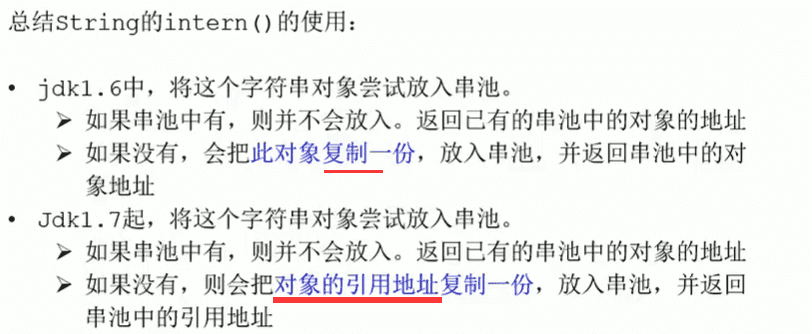 总结String的intern()的使用：
• jdk1.6中，将这个字符串对象尝试放入串池。
➢ 如果串池中有，则并不会放入。返回已有的串池中的对象的地址
➢ 如果没有，会把此对象复制一份，放入串池，并返回串池中的对
象地址
• Jdk1.7起，将这个字符串对象尝试放入串池。
➢ 如果串池中有，则并不会放入。返回已有的串池中的对象的地址
➢ 如果没有，则会把对象的引用地址复制一份，放入串池，并返回
串池中的引用地址